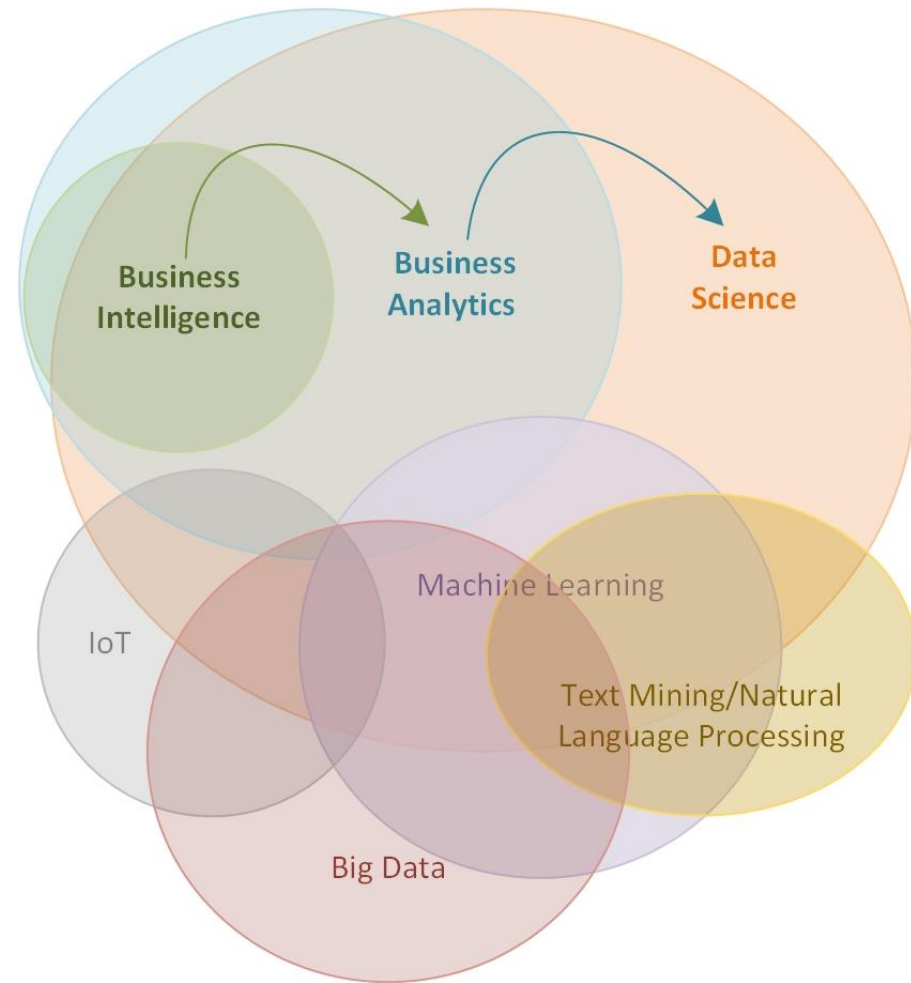 Business
Intelligence
Business
Analytics
Data
Science
Machine Learning
IoT
Text Mining/Natural
Language Processing
Big Data